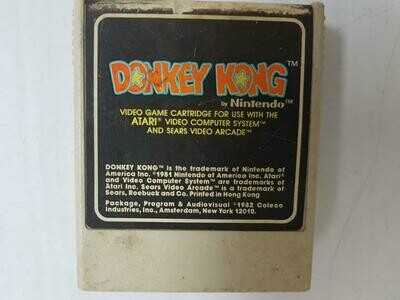 DONKEY KONG™
by Nintendo™
VIDEO GAME CARTRIDGE FOR USE WITH THE
ATARI® VIDEO COMPUTER SYSTEM™
AND SEARS VIDEO ARCADE™
DONKEY KONG™ is the trademark of Nintendo of
America Inc. ©1981 Nintendo of America Inc. Atari®
and Video Computer System™ are trademarks of
Atari Inc. Sears Video Arcade™ is a trademark of
Sears, Roebuck and Co. Printed in Hong Kong
Package, Program & Audiovisual ©1982 Coleco
Industries, Inc., Amsterdam, New York 12010.